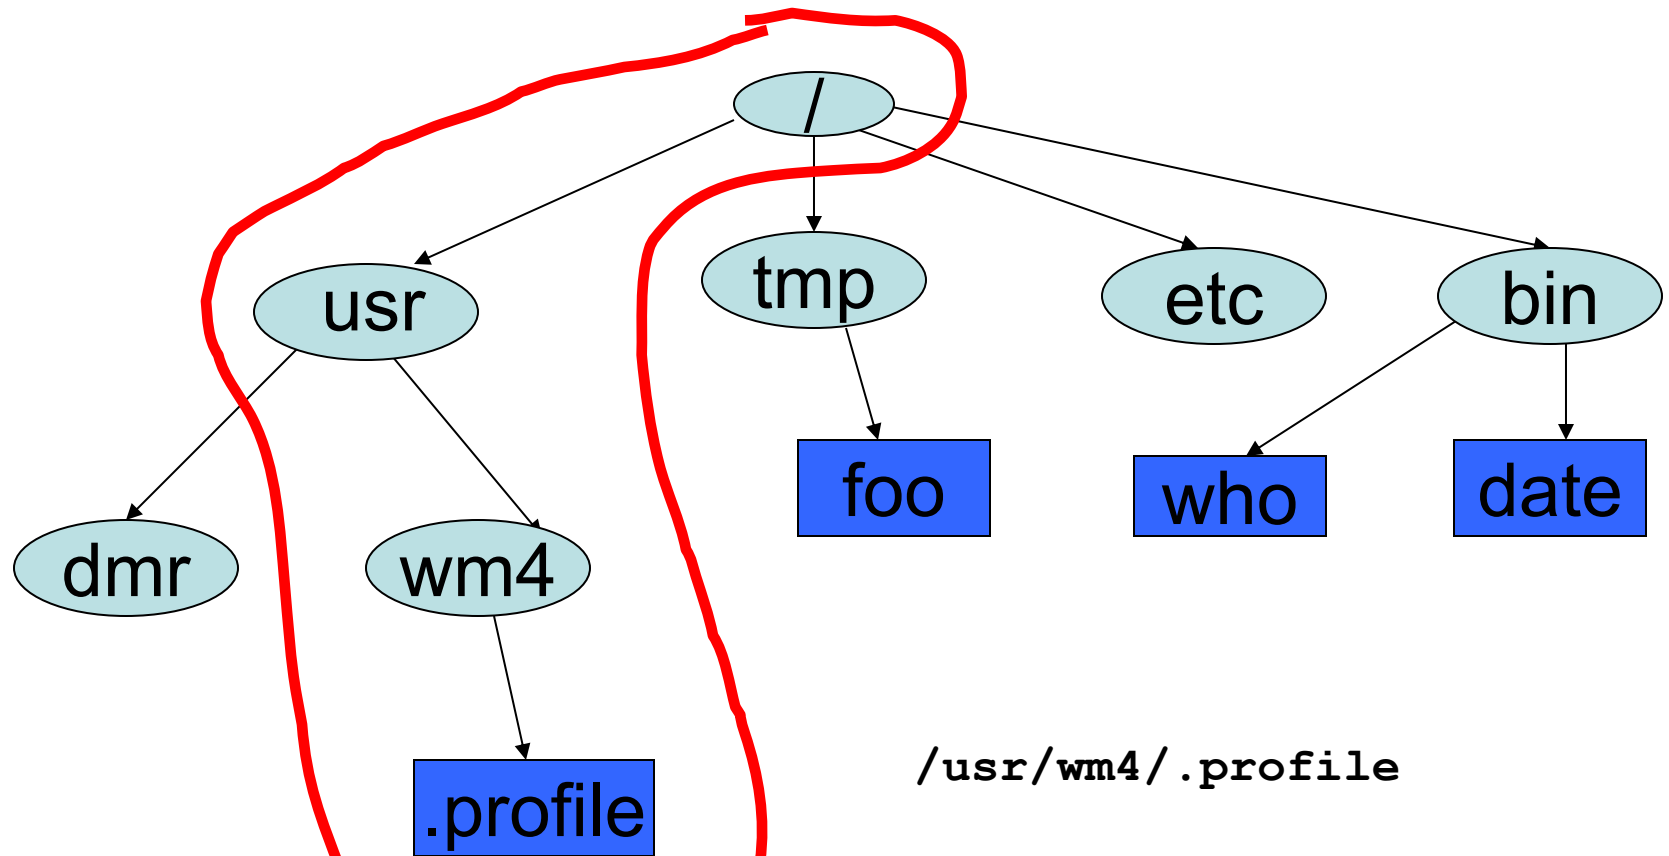 /
usr
tmp
etc
bin
foo
who
date
dmr
wm4
/usr/wm4/.profile
.profile